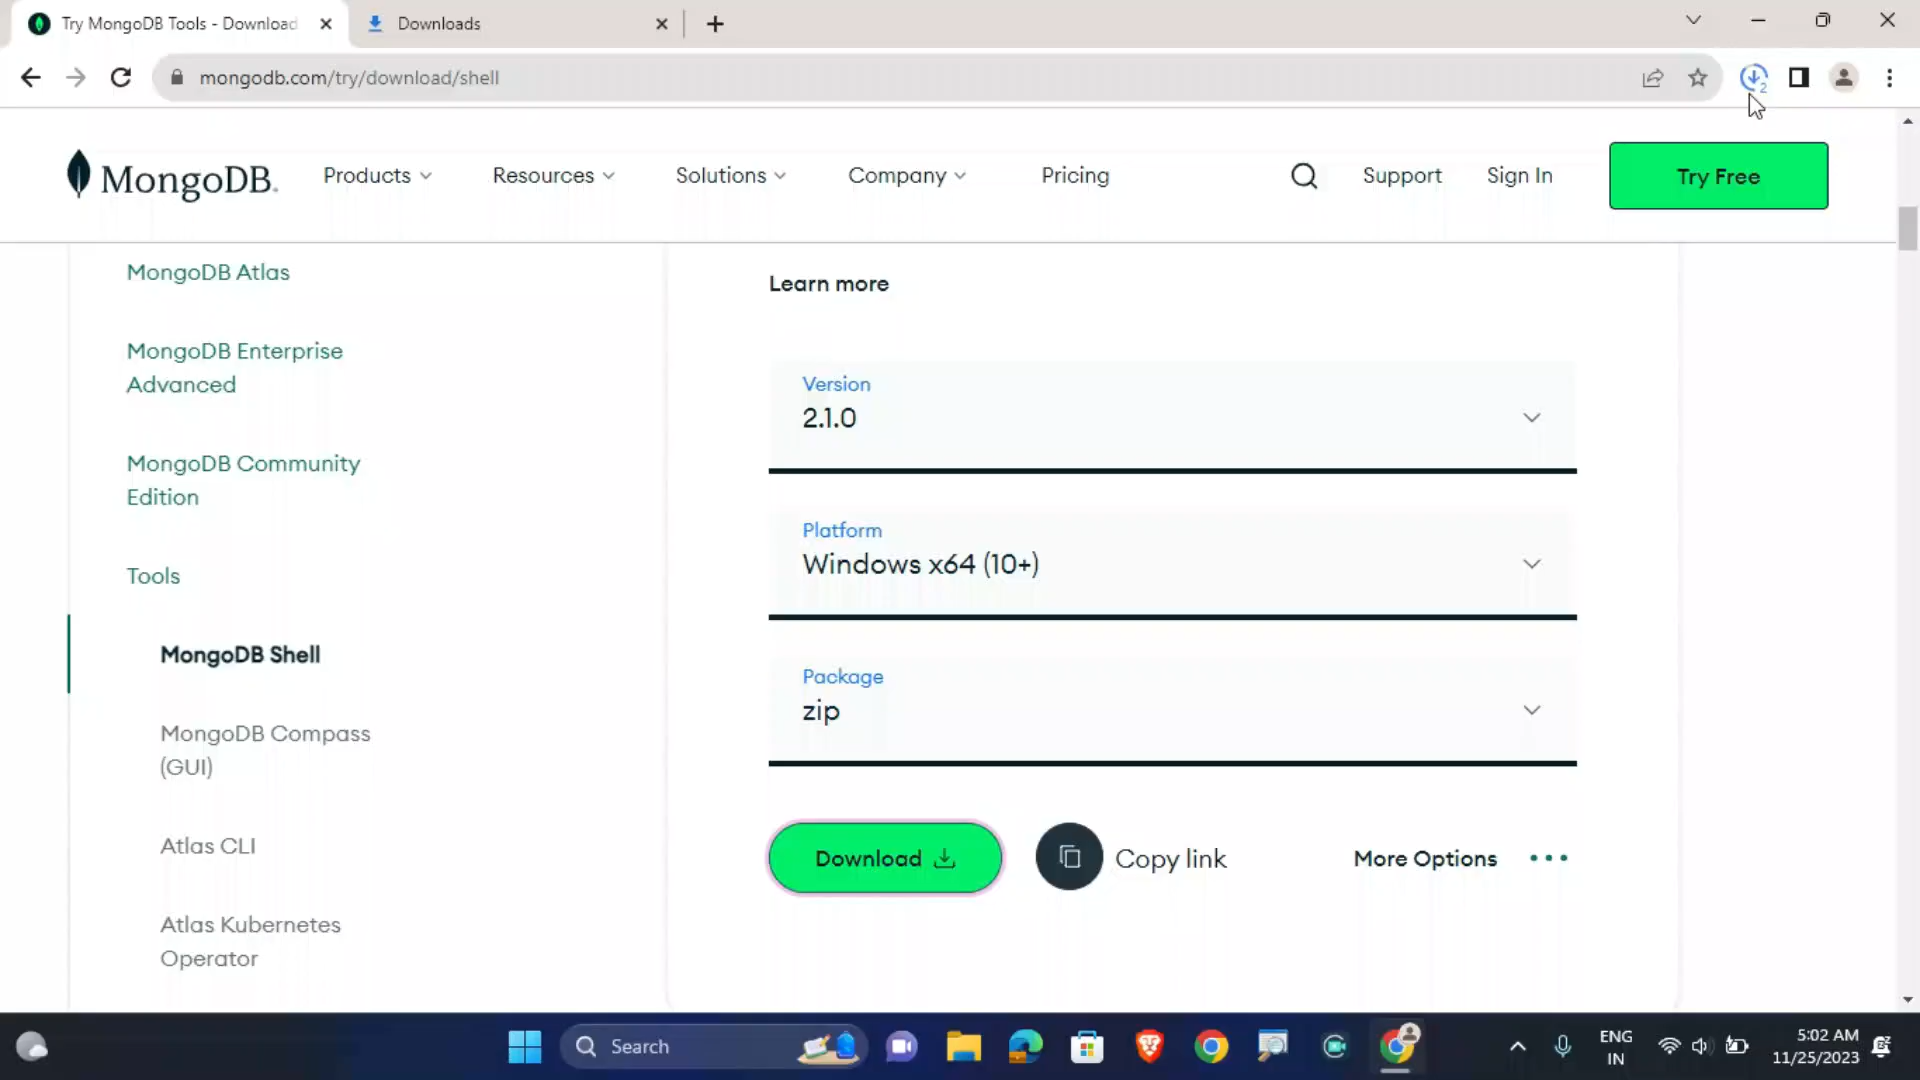 Try MongoDB Tools - Download
Downloads
mongodb.com/try/download/shell
2
MongoDB.
Products
Resources
Solutions
Company
Pricing
Support
Sign In
Try Free
MongoDB Atlas
MongoDB Enterprise
Advanced
MongoDB Community
Edition
Tools
MongoDB Shell
MongoDB Compass
(GUI)
Atlas CLI
Atlas Kubernetes
Operator
Learn more
Version
2.1.0
Platform
Windows x64 (10+)
Package
zip
Download
Copy link
More Options
Search
ENG
IN
5:02 AM
11/25/2023